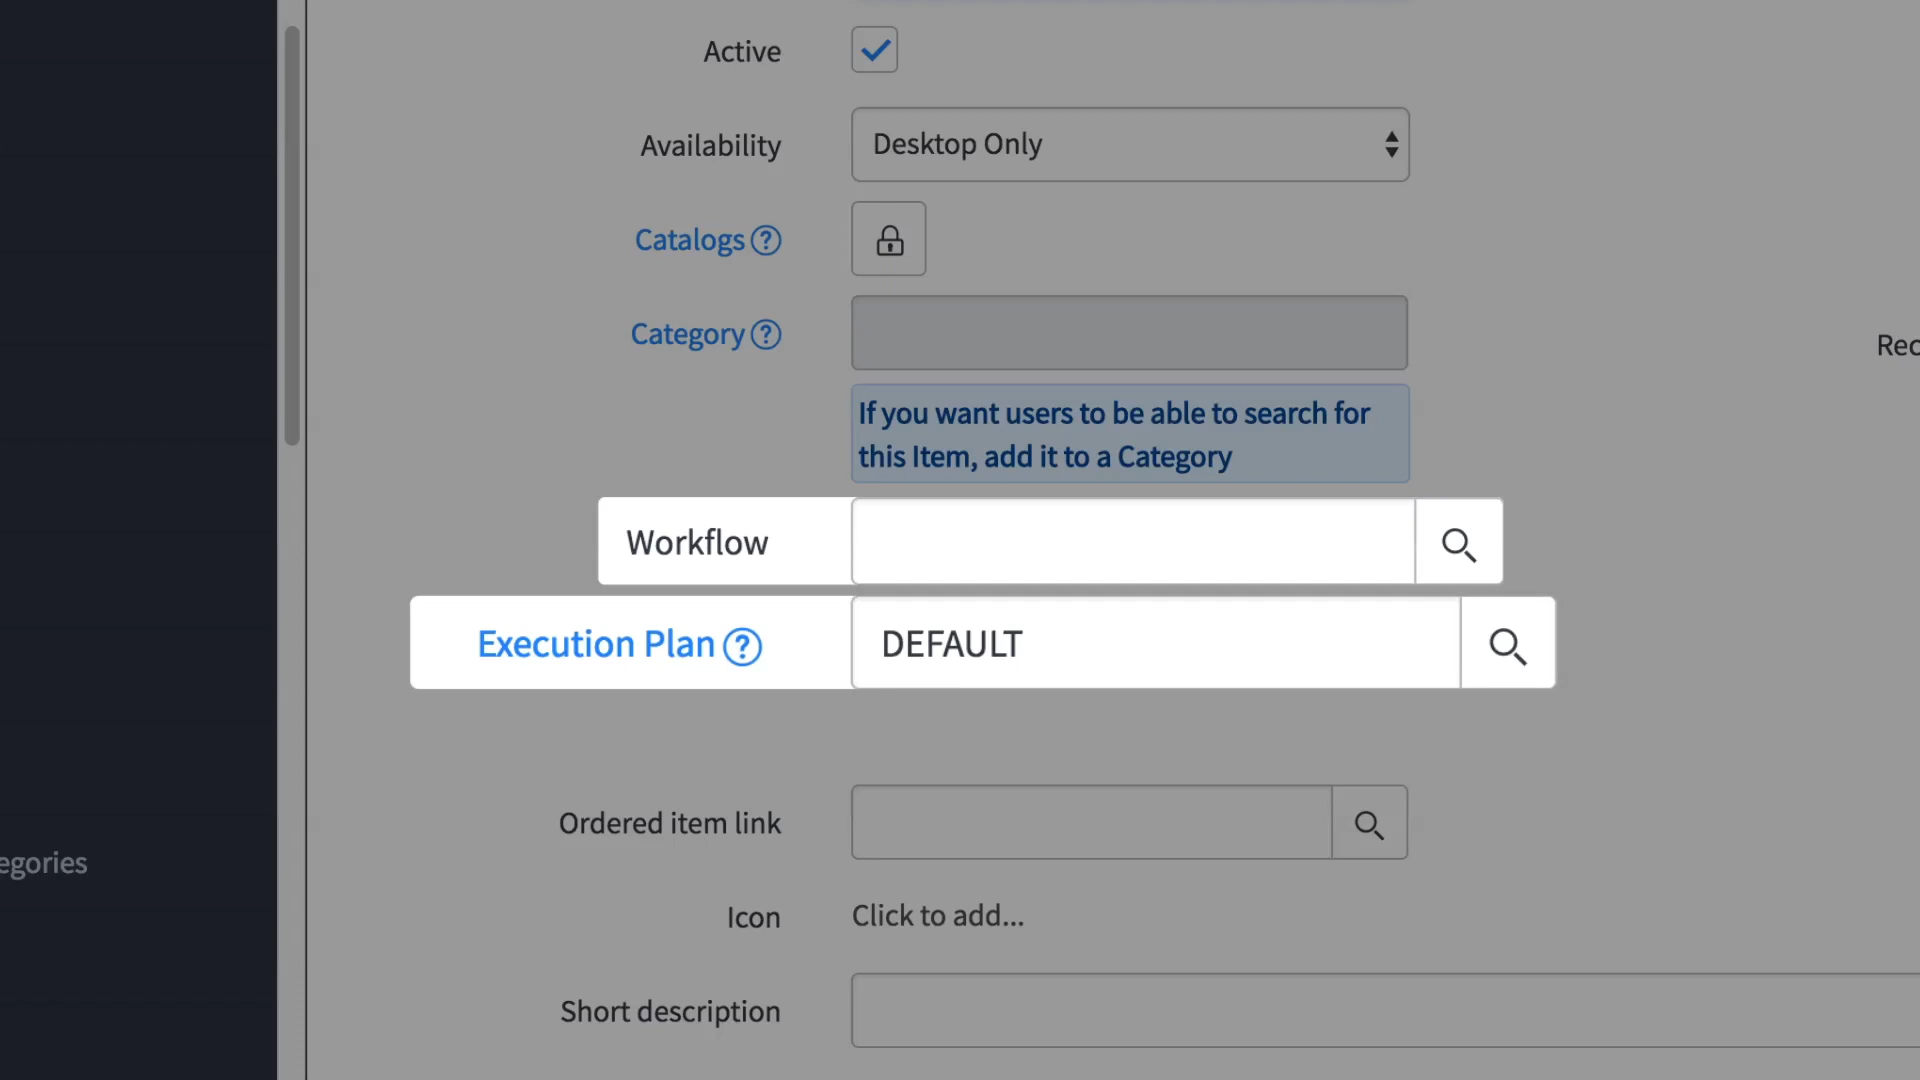 Active
Availability
Desktop Only
Catalogs
Category
Rec
If you want users to be able to search for
this Item, add it to a Category
Workflow
Execution Plan
DEFAULT
Ordered item link
egories
Icon
Click to add...
Short description